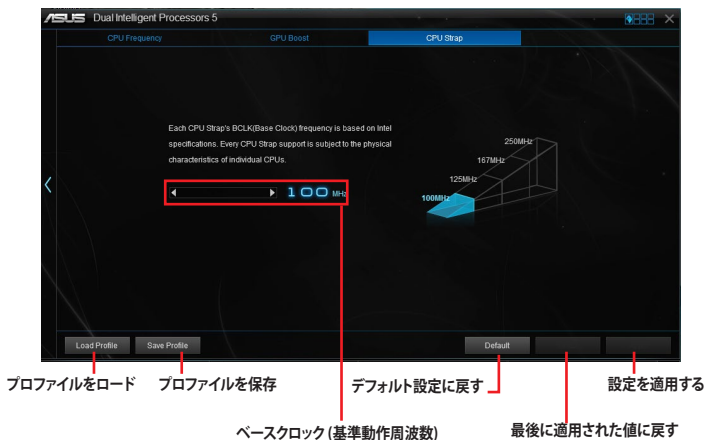 ASUS Dual Intelligent Processors 5
CPU Frequency
GPU Boost
CPU Strap
Each CPU Strap's BCLK(Base Clock) frequency is based on Intel
specifications. Every CPU Strap support is subject to the physical
characteristics of individual CPUs.
100 MHz
250MHz
167MHz
125MHz
100MHz
Load Profile
Save Profile
Default
プロファイルをロード
プロファイルを保存
デフォルト設定に戻す
設定を適用する
ベースクロック (基準動作周波数)
最後に適用された値に戻す